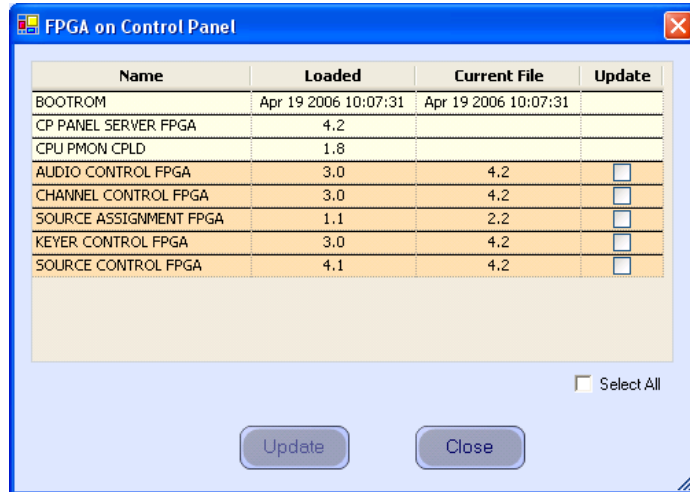 FPGA on Control Panel
Name Loaded Current File Update
BOOTROM Apr 19 2006 10:07:31 Apr 19 2006 10:07:31
CP PANEL SERVER FPGA 4.2
CPU PMON CPLD 1.8
AUDIO CONTROL FPGA 3.0 4.2
CHANNEL CONTROL FPGA 3.0 4.2
SOURCE ASSIGNMENT FPGA 1.1 2.2
KEYER CONTROL FPGA 3.0 4.2
SOURCE CONTROL FPGA 4.1 4.2
Select All
Update Close